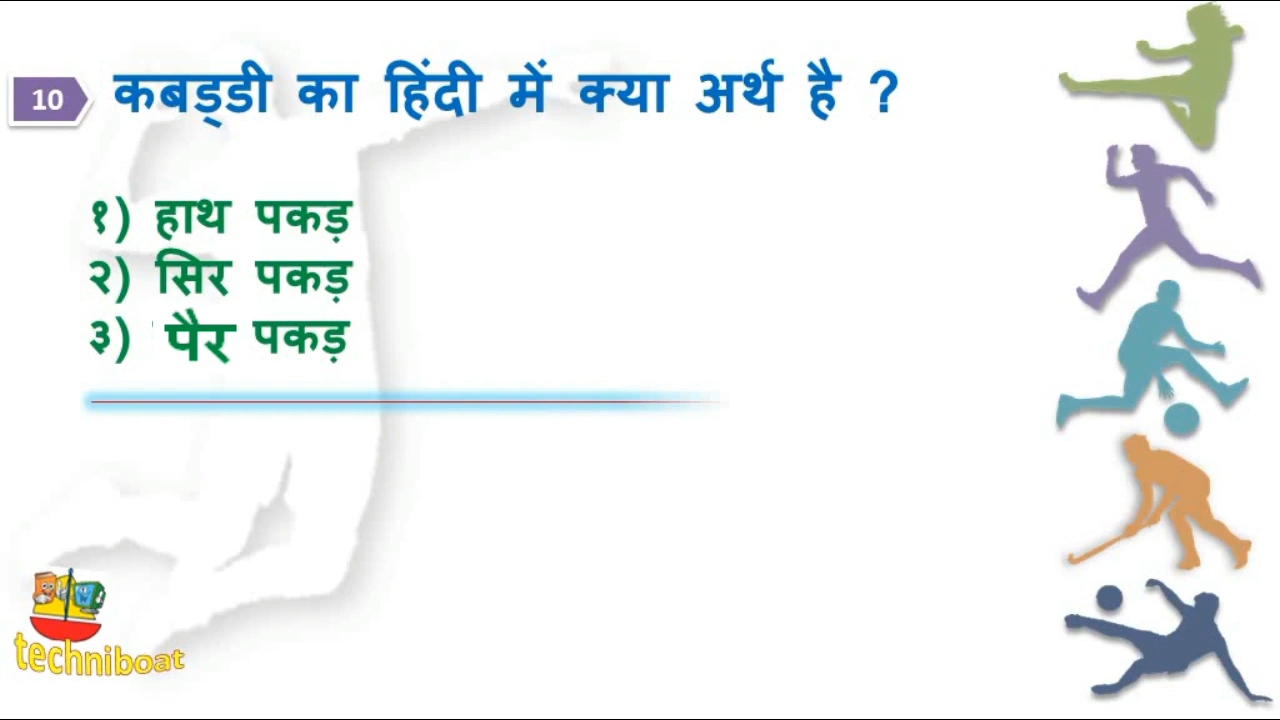 10 कबड्डी का हिंदी में क्या अर्थ है ?
१) हाथ पकड़
२) सिर पकड़
३) पैर पकड़
techniboat